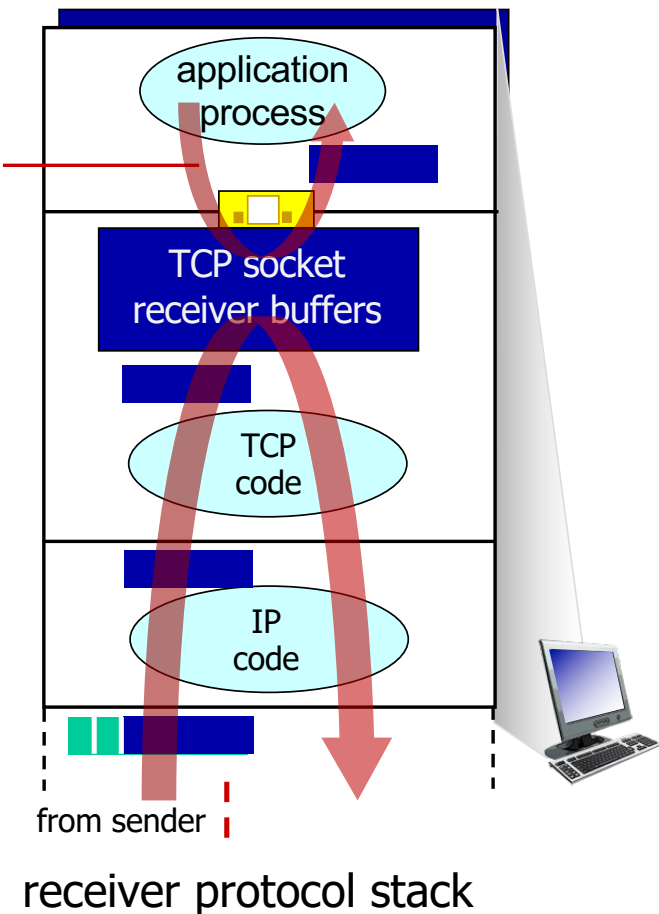 application
process
TCP socket
receiver buffers
TCP
code
IP
code
from sender
receiver protocol stack